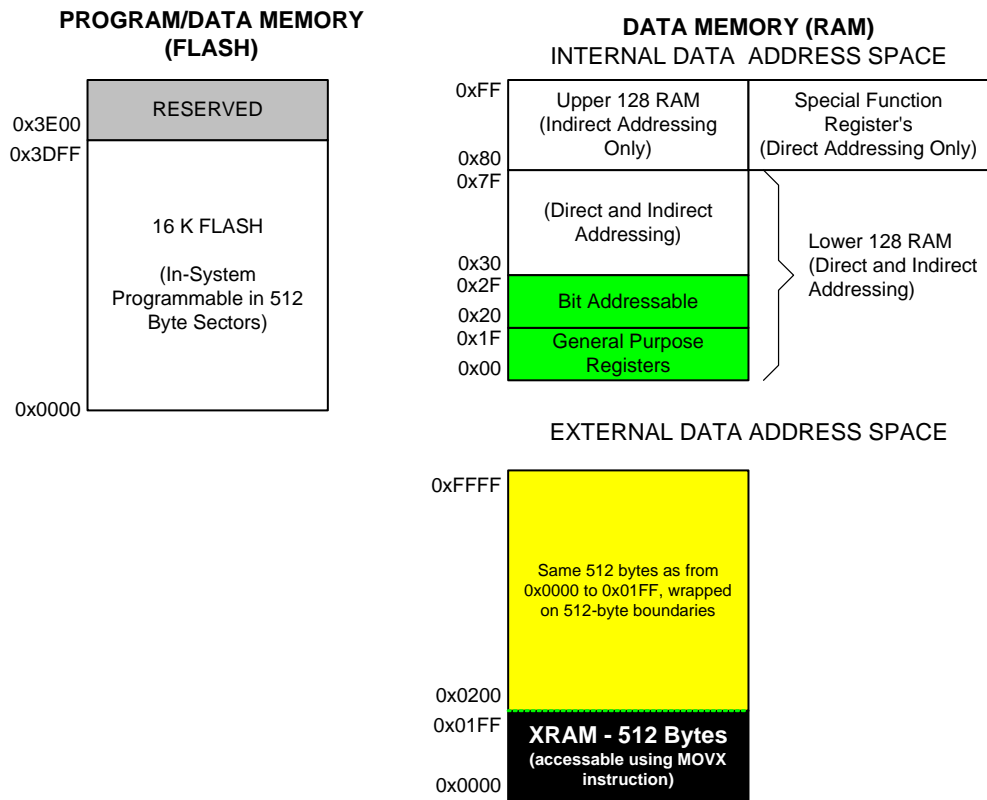 PROGRAM/DATA MEMORY
(FLASH)
RESERVED
0x3E00
0x3DFF
16 K FLASH
(In-System
Programmable in 512
Byte Sectors)
0x0000
DATA MEMORY (RAM)
INTERNAL DATA ADDRESS SPACE
0xFF
Upper 128 RAM
(Indirect Addressing
Only)
Special Function
Register's
(Direct Addressing Only)
0x80
0x7F
(Direct and Indirect
Addressing)
Lower 128 RAM
(Direct and Indirect
Addressing)
0x30
0x2F
Bit Addressable
0x20
0x1F
General Purpose
Registers
0x00
EXTERNAL DATA ADDRESS SPACE
0xFFFF
Same 512 bytes as from
0x0000 to 0x01FF, wrapped
on 512-byte boundaries
0x0200
0x01FF
XRAM - 512 Bytes
(accessable using MOVX
instruction)
0x0000